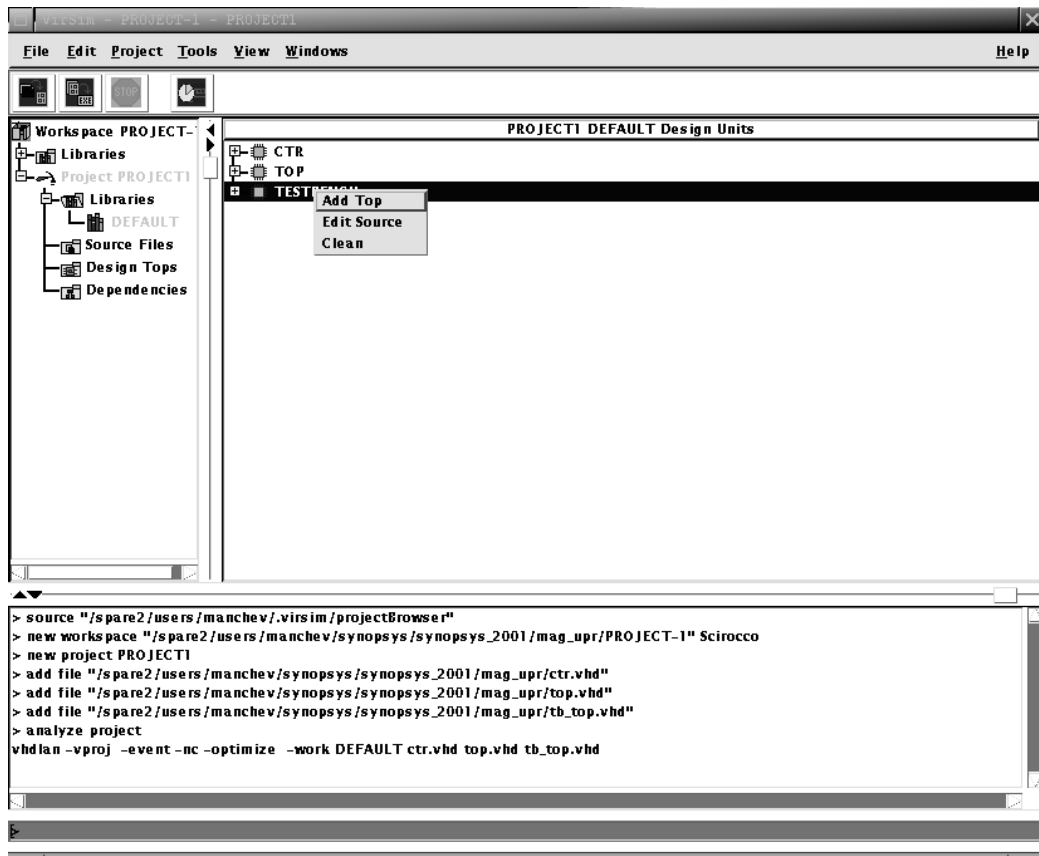 VirSim - PROJECT-1 - PROJECT1
File Edit Project Tools View Windows Help
EXE
STOP
Workspace PROJECT-
Libraries
Project PROJECT1
Libraries
DEFAULT
Source Files
Design Tops
Dependencies
PROJECT1 DEFAULT Design Units
CTR
TOP
TESTBENCH
Add Top
Edit Source
Clean
> source "/spare2/users/manchev/.virsim/projectBrowser"
> new workspace "/spare2/users/manchev/synopsys/synopsys_2001/mag_upr/PROJECT-1" Scirocco
> new project PROJECT1
> add file "/spare2/users/manchev/synopsys/synopsys_2001/mag_upr/ctr.vhd"
> add file "/spare2/users/manchev/synopsys/synopsys_2001/mag_upr/top.vhd"
> add file "/spare2/users/manchev/synopsys/synopsys_2001/mag_upr/tb_top.vhd"
> analyze project
vhdlan -vproj -event -nc -optimize -work DEFAULT ctr.vhd top.vhd tb_top.vhd
>